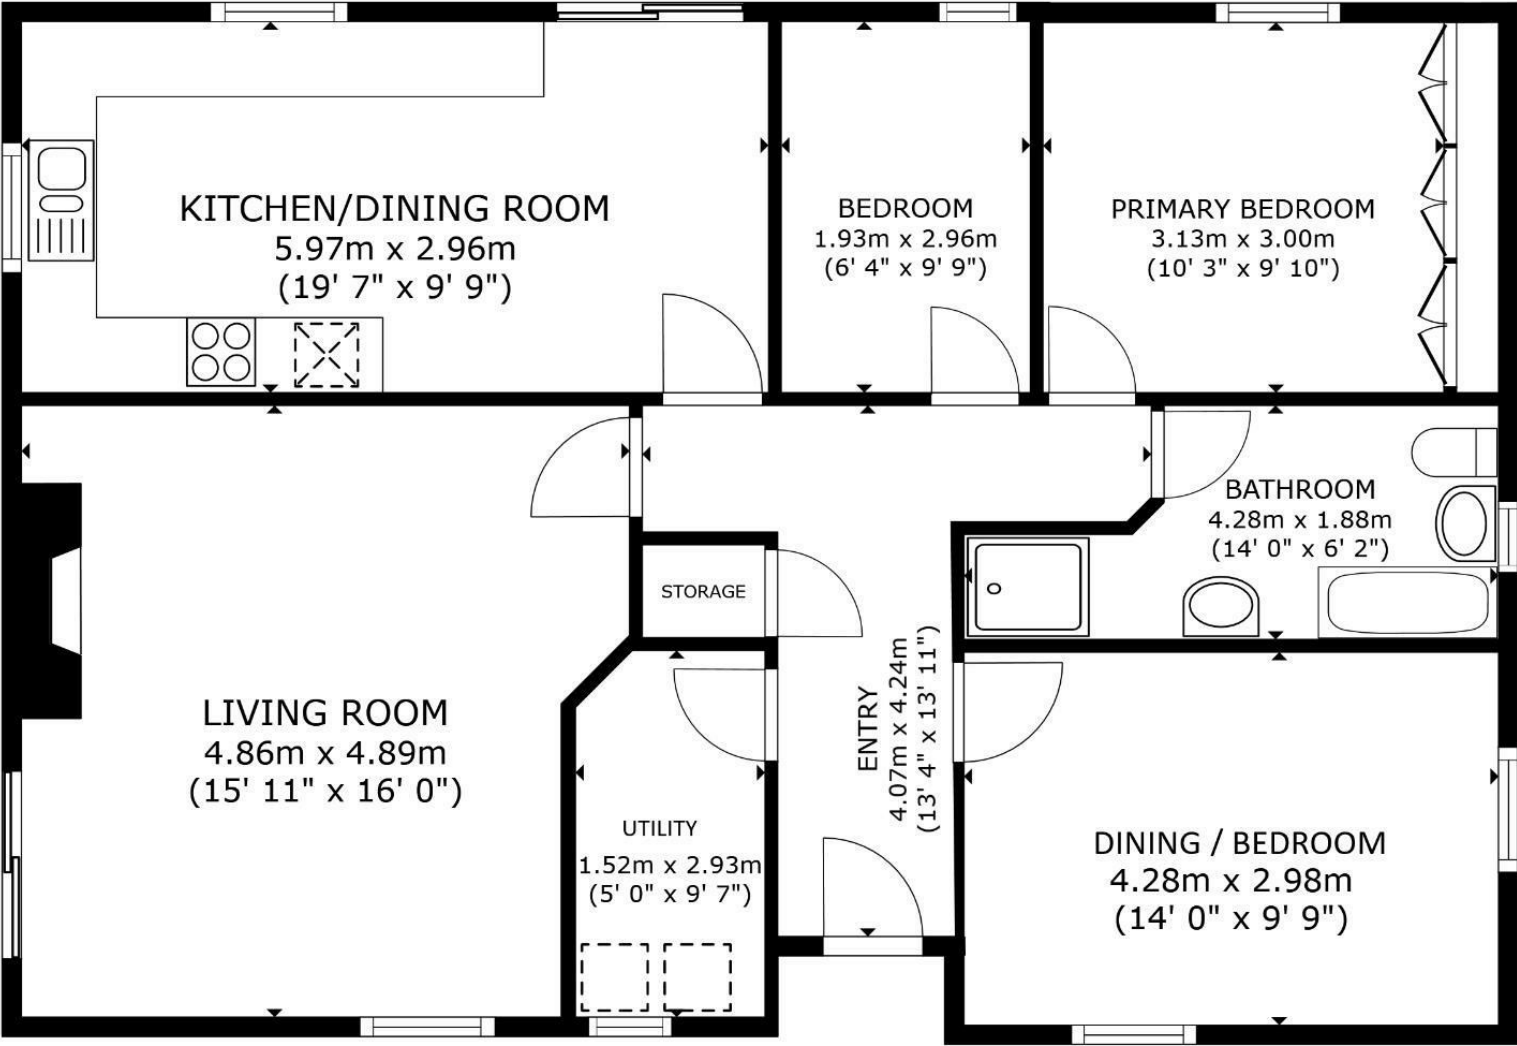 KITCHEN/DINING ROOM
5.97m x 2.96m
(19' 7" x 9' 9")
BEDROOM
1.93m x 2.96m
(6' 4" x 9' 9")
PRIMARY BEDROOM
3.13m x 3.00m
(10' 3" x 9' 10")
BATHROOM
4.28m x 1.88m
(14' 0" x 6' 2")
STORAGE
LIVING ROOM
4.86m x 4.89m
(15' 11" x 16' 0")
UTILITY
1.52m x 2.93m
(5' 0" x 9' 7")
ENTRY
4.07m x 4.24m
(13' 4" x 13' 11")
DINING / BEDROOM
4.28m x 2.98m
(14' 0" x 9' 9")